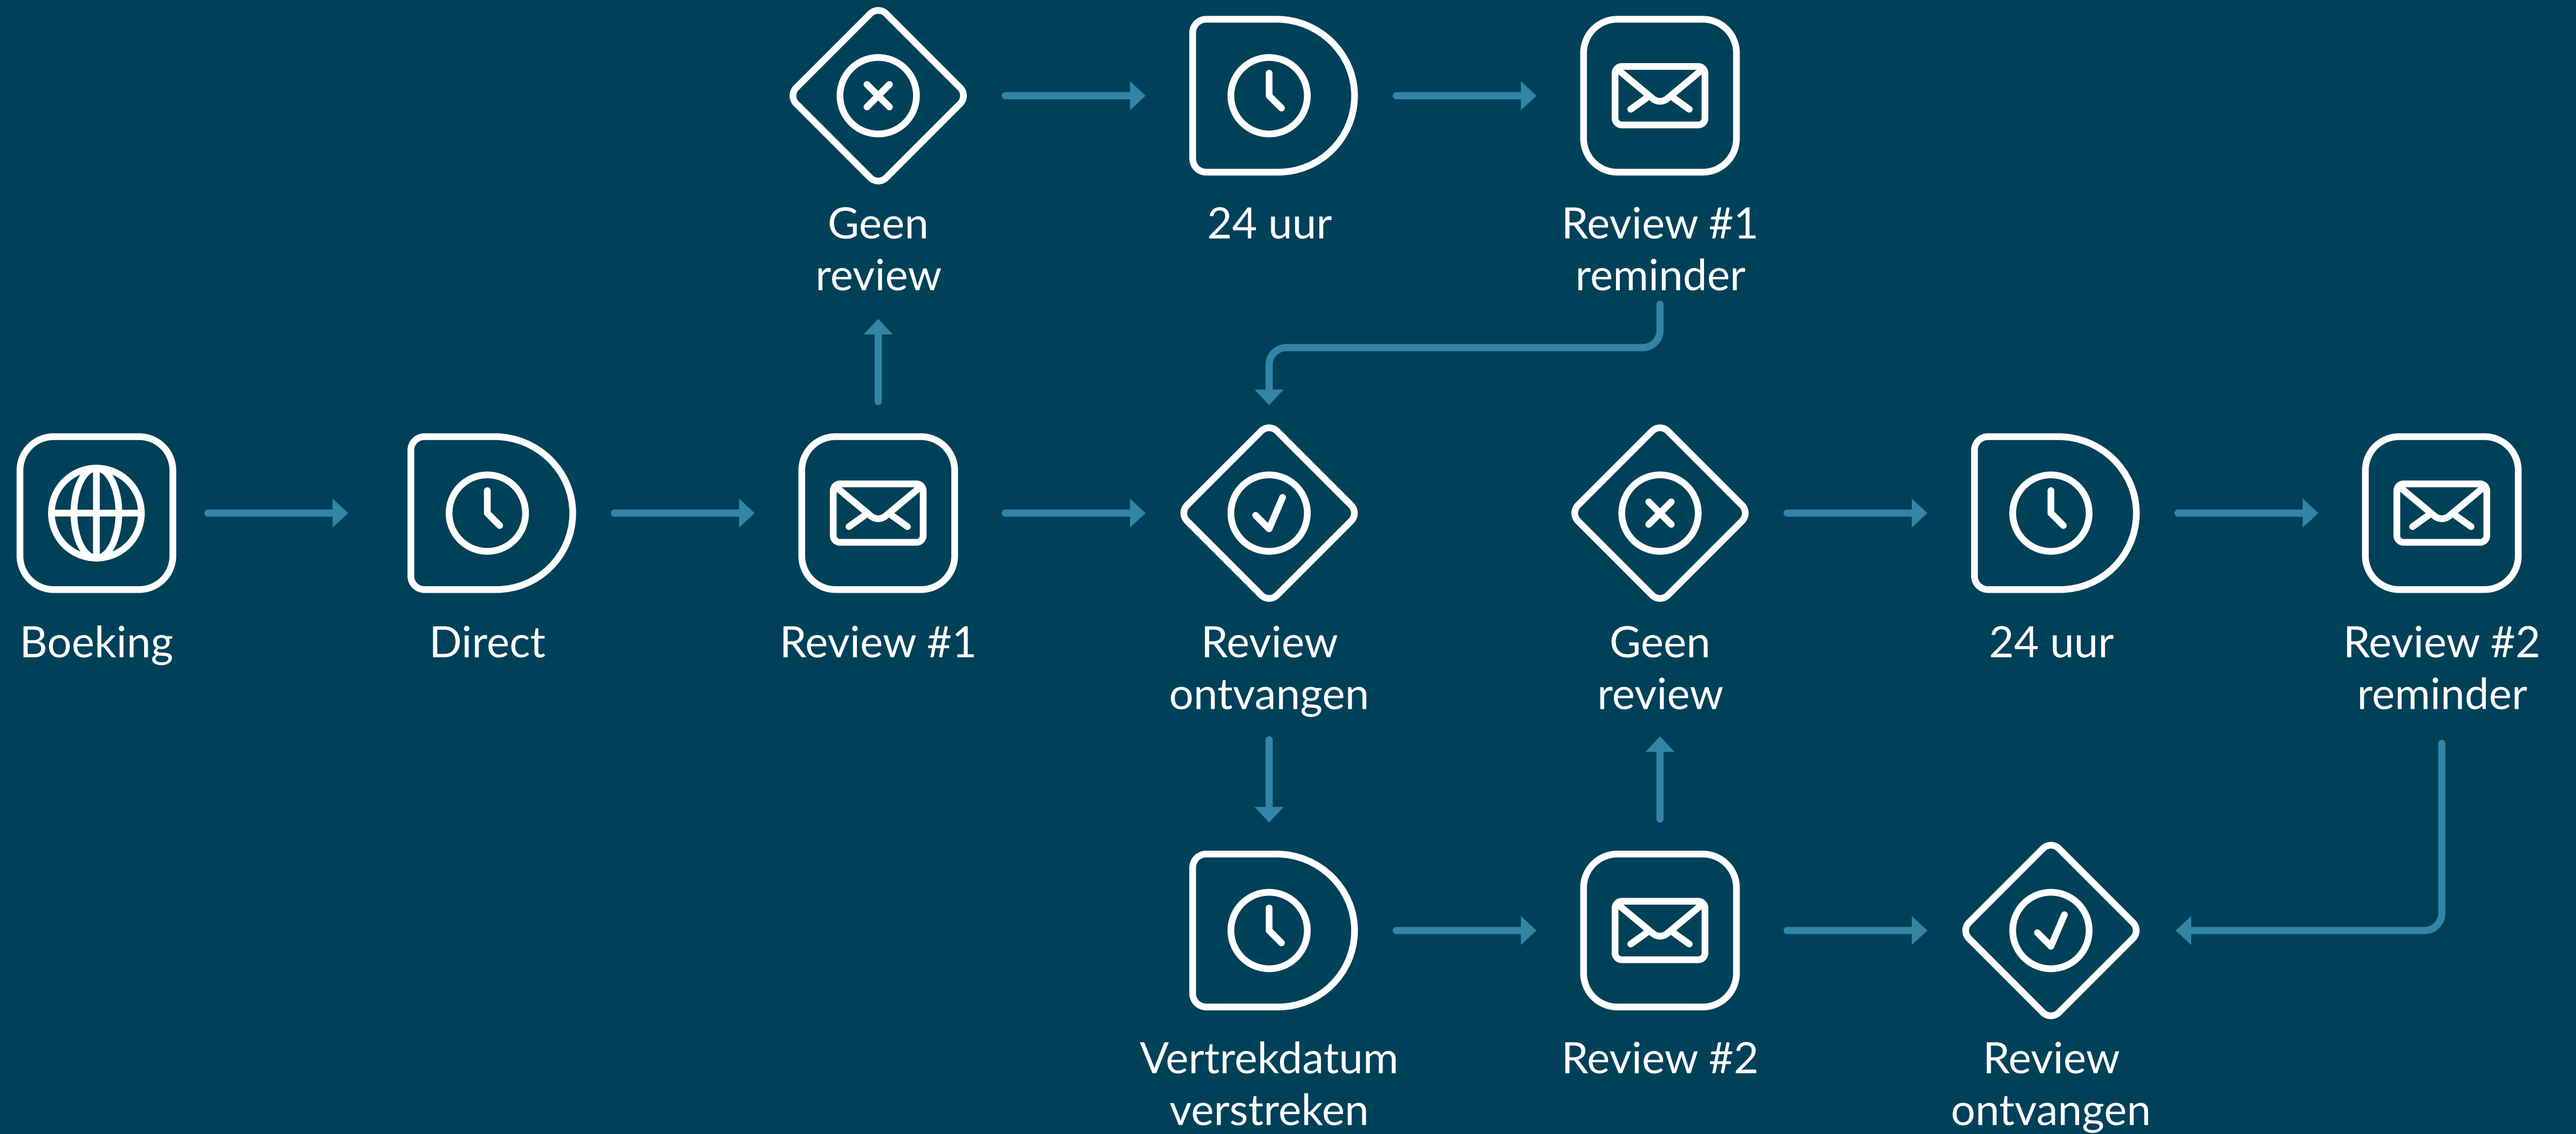 Geen
review
24 uur
Review #1
reminder
Boeking
Direct
Review #1
Review
ontvangen
Geen
review
24 uur
Review #2
reminder
Vertrekdatum
verstreken
Review #2
Review
ontvangen